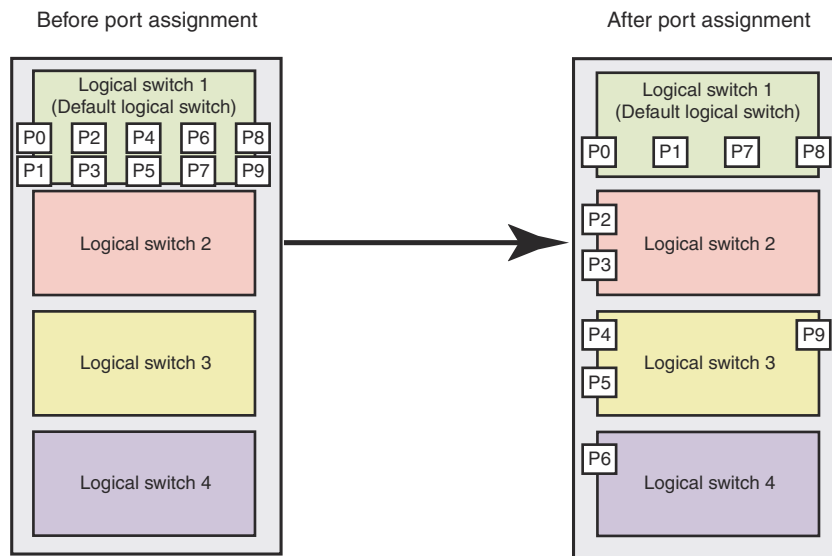 Before port assignment
After port assignment
Logical switch 1
(Default logical switch)
P0 P2 P4 P6 P8
P1 P3 P5 P7 P9
Logical switch 2
Logical switch 3
Logical switch 4
Logical switch 1
(Default logical switch)
P0 P1 P7 P8
P2
Logical switch 2
P3
P4 P9
Logical switch 3
P5
P6
Logical switch 4